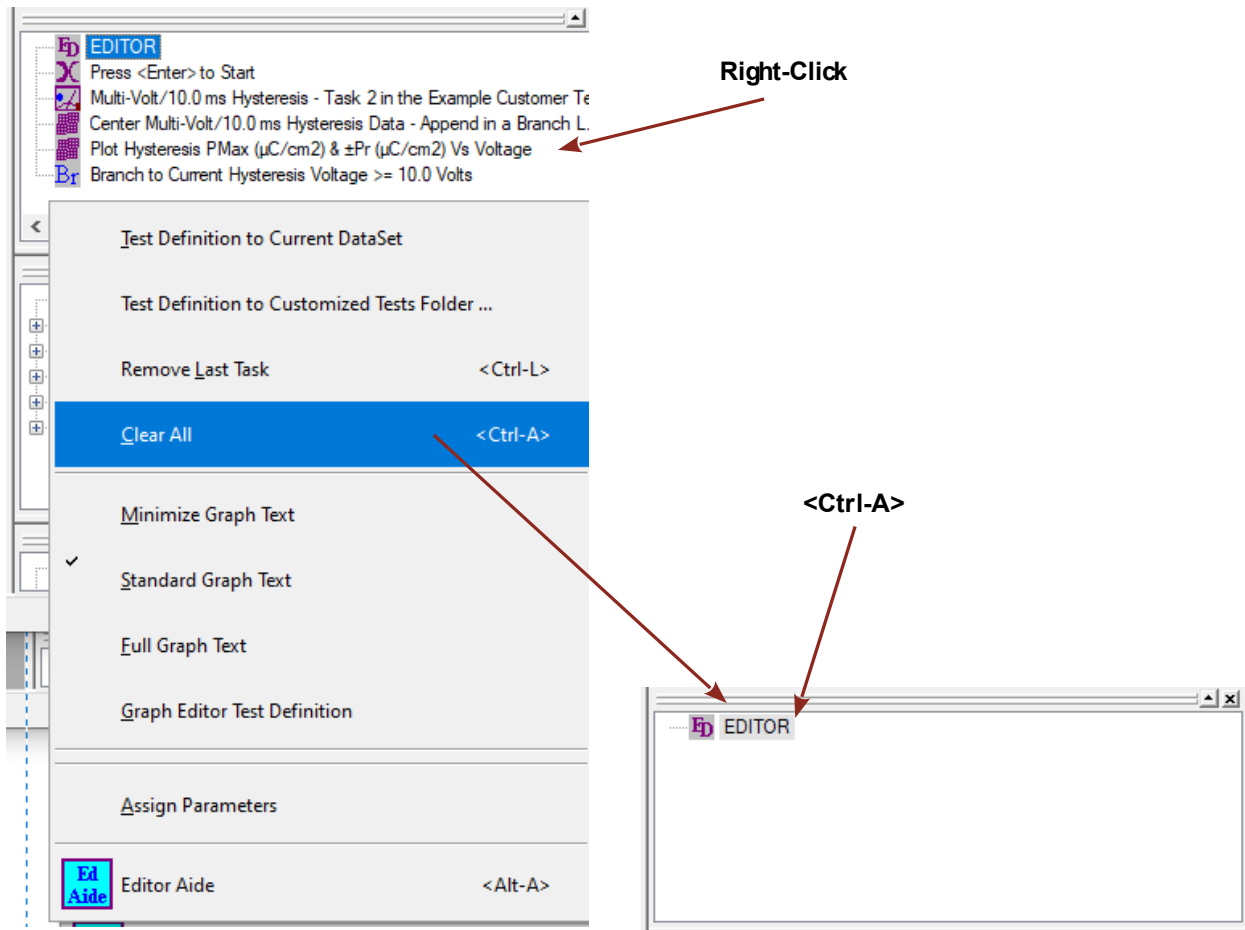 ED EDITOR
Press <Enter> to Start
Multi-Volt/10.0 ms Hysteresis - Task 2 in the Example Customer Te
Center Multi-Volt/10.0 ms Hysteresis Data - Append in a Branch L...
Plot Hysteresis PMax (µC/cm2) & ±Pr (µC/cm2) Vs Voltage
Br Branch to Current Hysteresis Voltage >= 10.0 Volts
Right-Click
Test Definition to Current DataSet
Test Definition to Customized Tests Folder ...
Remove Last Task <Ctrl-L>
Clear All <Ctrl-A>
Minimize Graph Text
Standard Graph Text
Full Graph Text
Graph Editor Test Definition
Assign Parameters
Ed
Aide
Editor Aide <Alt-A>
<Ctrl-A>
ED EDITOR